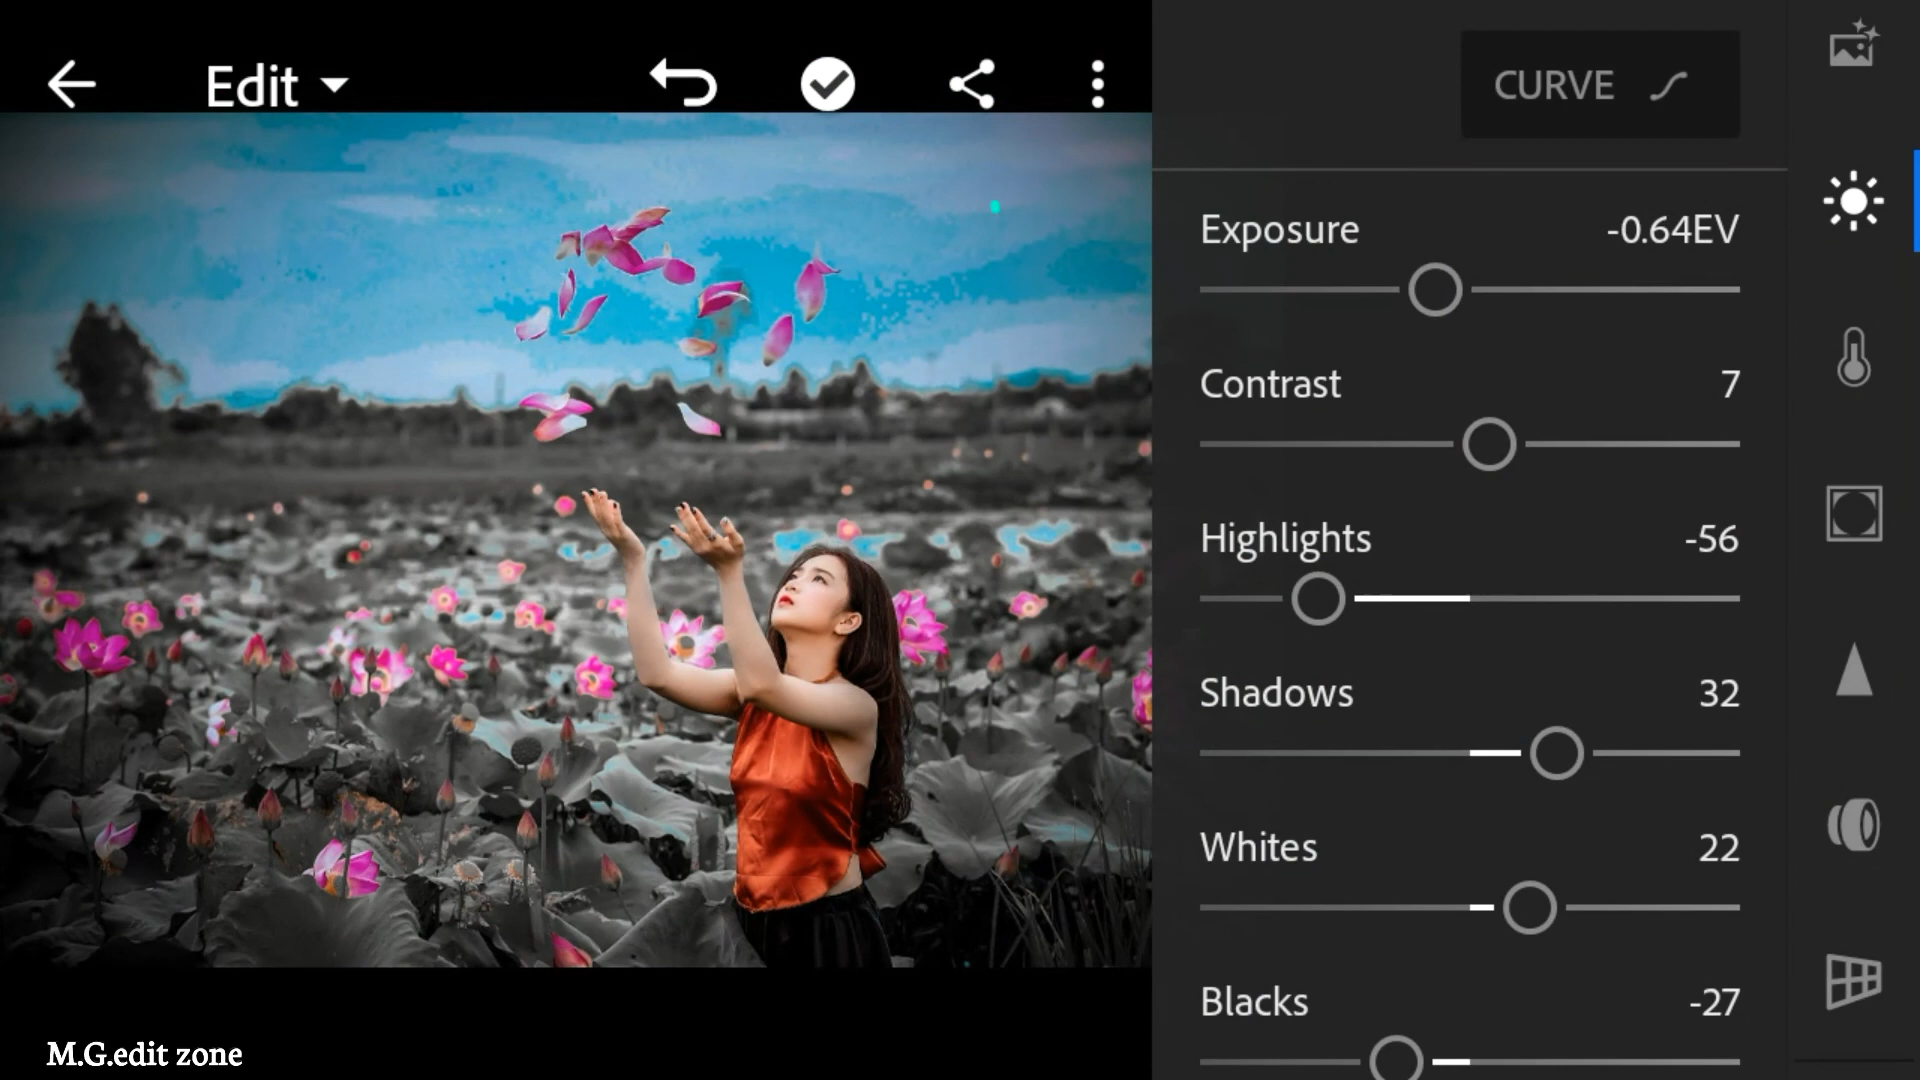 Edit
CURVE
Exposure -0.64EV
Contrast 7
Highlights -56
Shadows 32
Whites 22
Blacks -27
M.G.edit zone